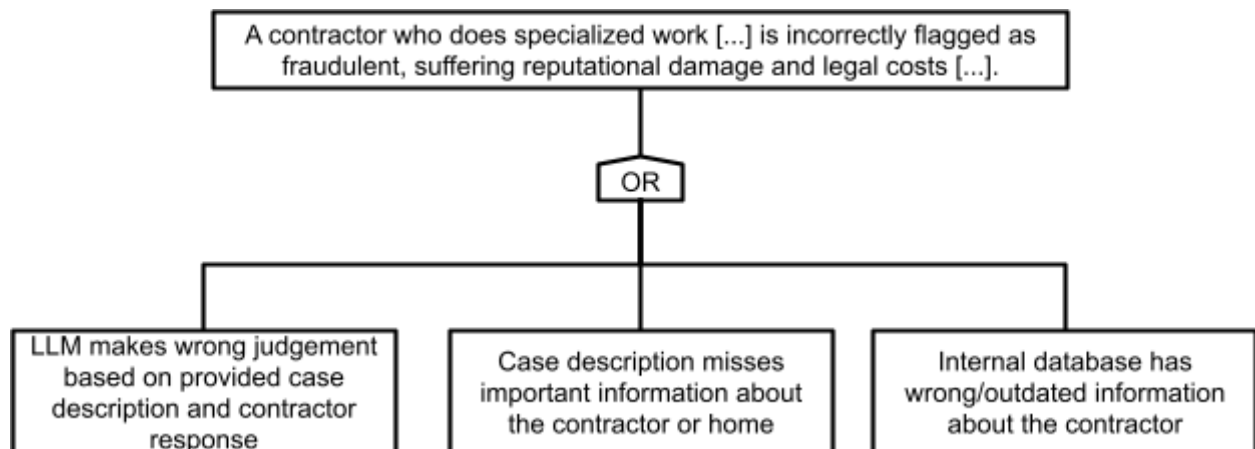 A contractor who does specialized work [...] is incorrectly flagged as
fraudulent, suffering reputational damage and legal costs [...].
OR
LLM makes wrong judgement
based on provided case
description and contractor
response
Case description misses
important information about
the contractor or home
Internal database has
wrong/outdated information
about the contractor